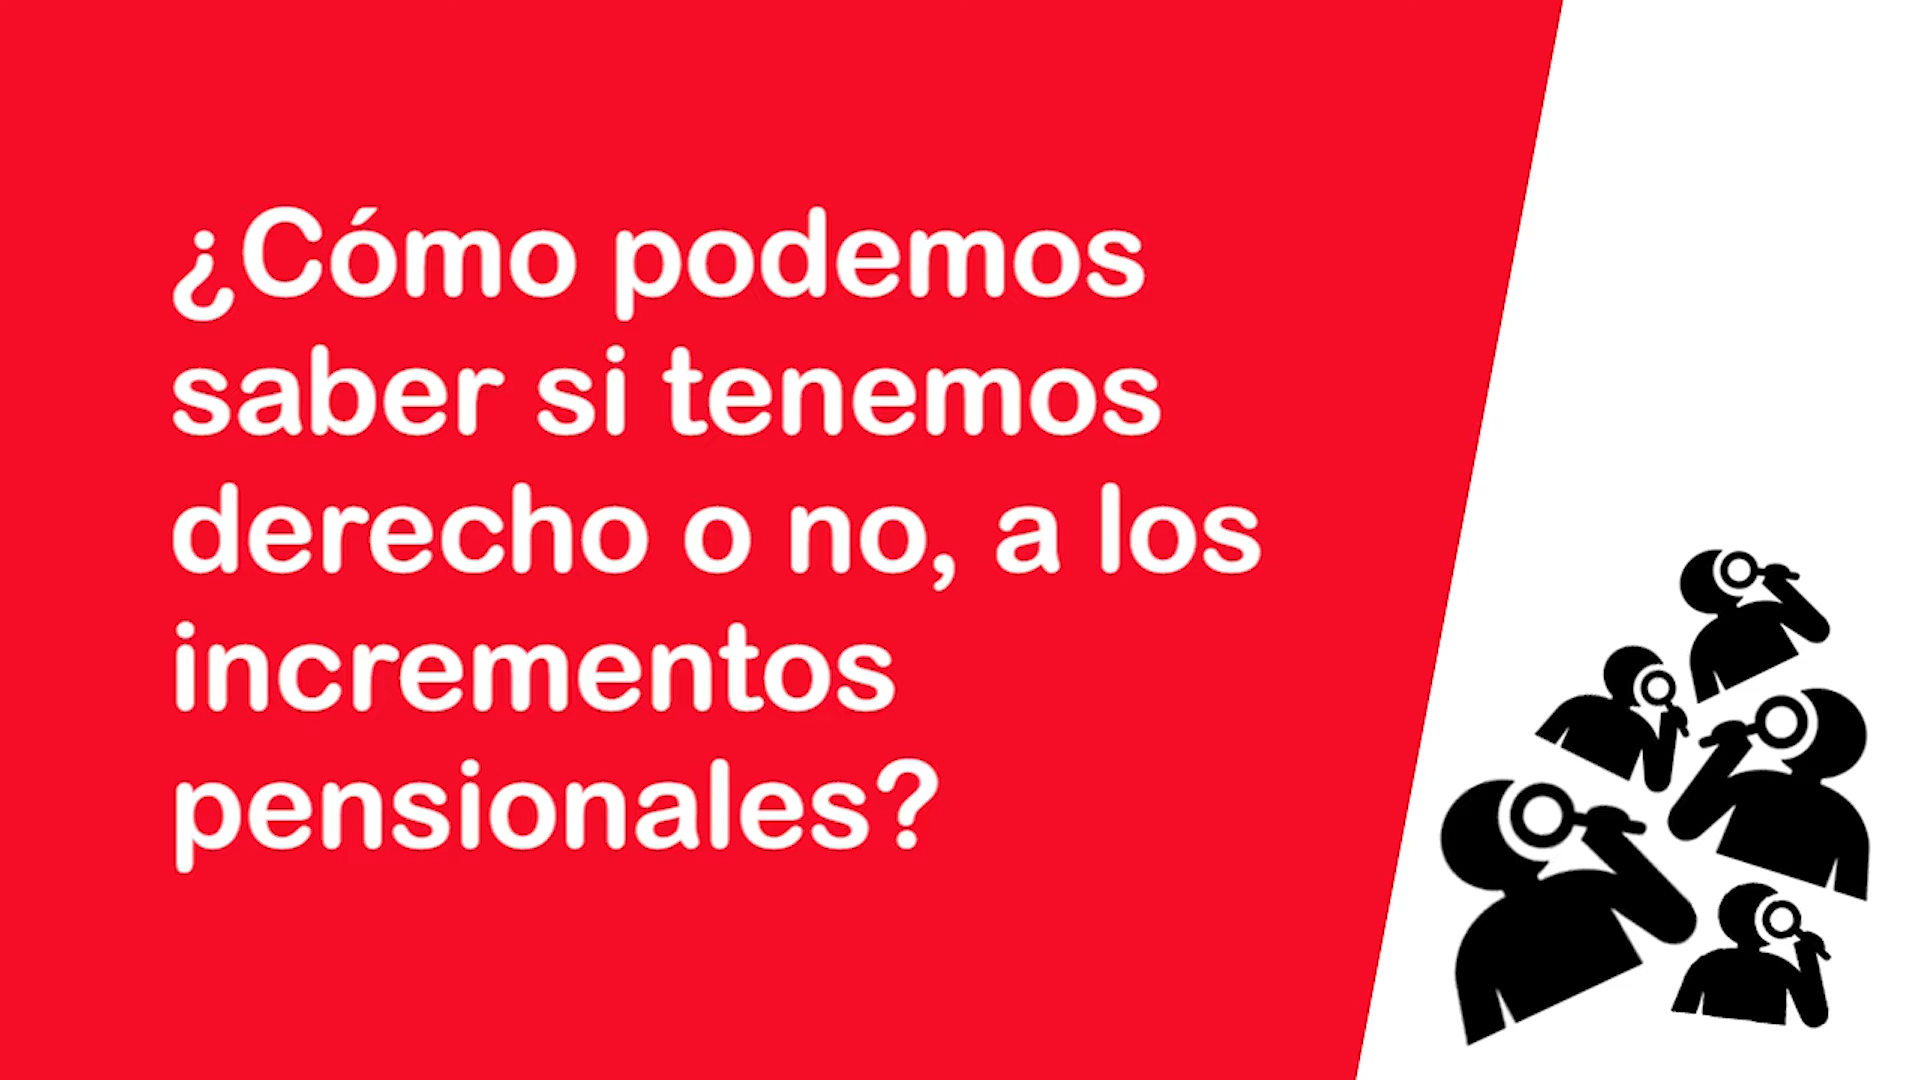 ¿Cómo podemos
saber si tenemos
derecho o no, a los
incrementos
pensionales?